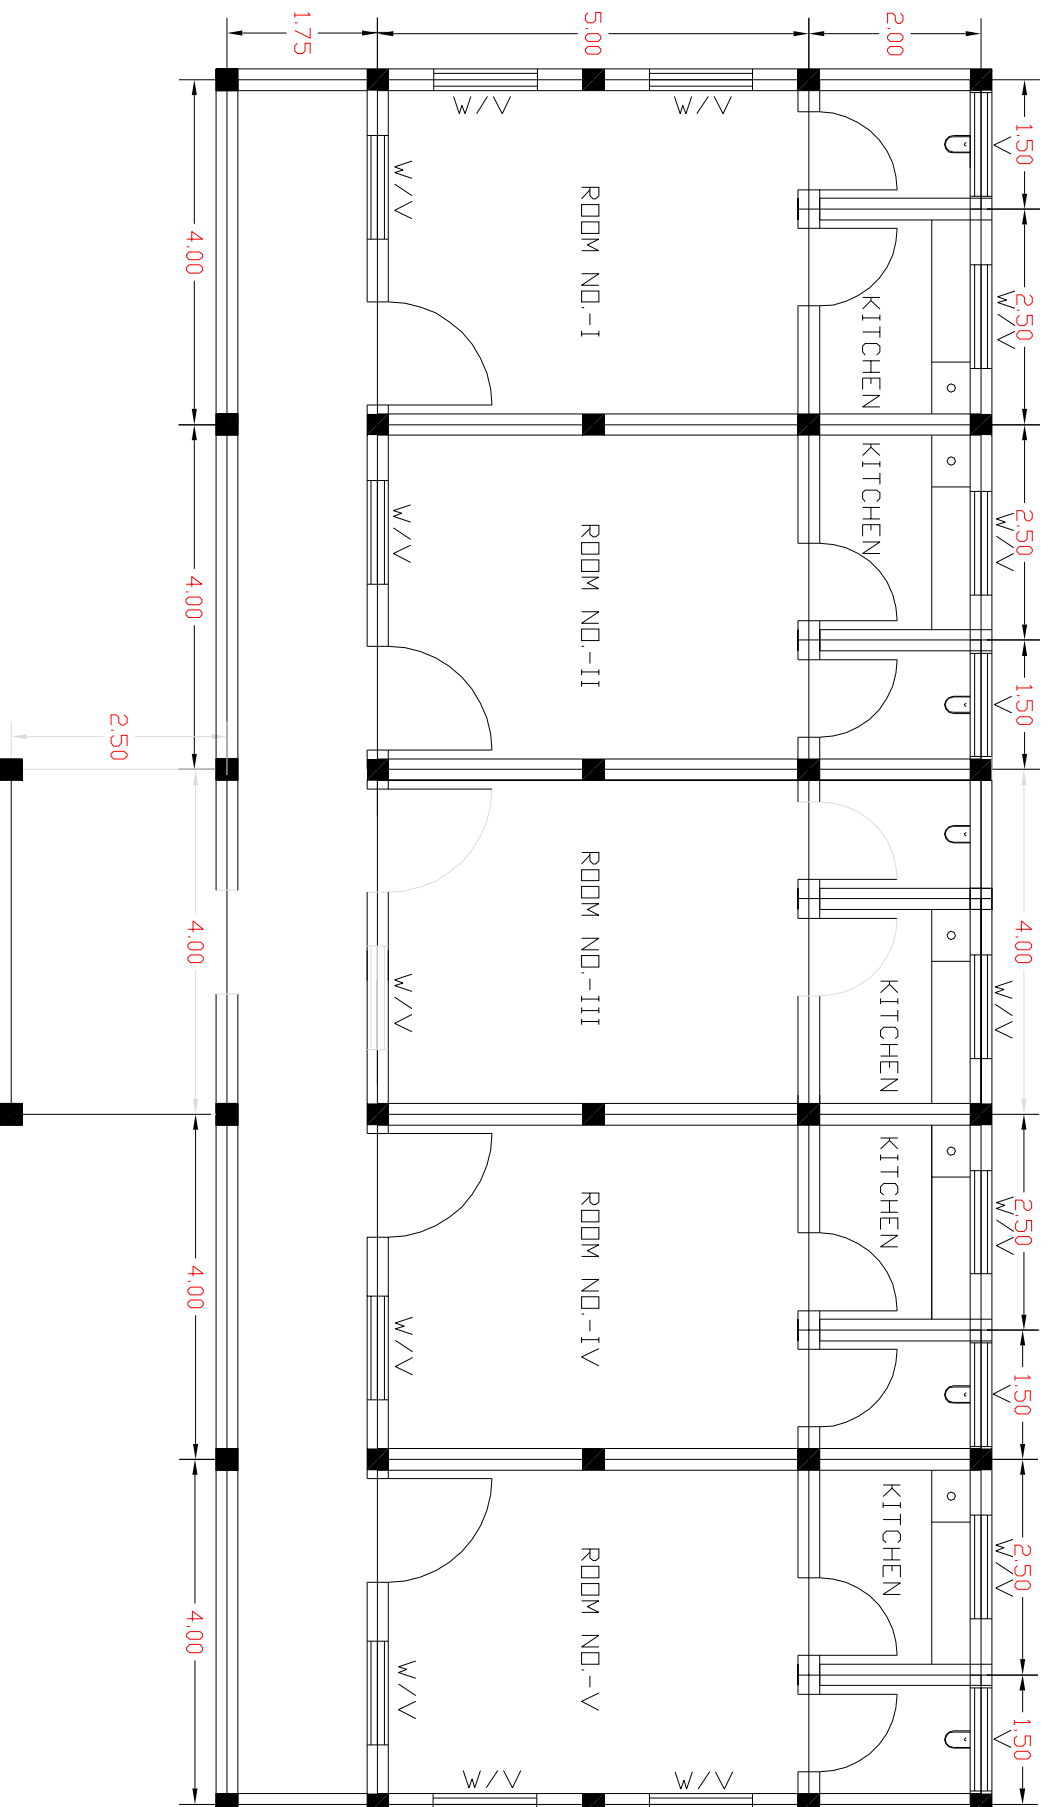 1.75
5.00
2.00
W/V
W/V
1.50
V
W/V
4.00
ROOM NO.-I
KITCHEN
2.50
W/V
W/V
4.00
ROOM NO.-II
KITCHEN
2.50
W/V
1.50
V
2.50
4.00
ROOM NO.-III
W/V
KITCHEN
4.00
W/V
4.00
ROOM NO.-IV
W/V
KITCHEN
2.50
W/V
1.50
V
4.00
ROOM NO.-V
W/V
KITCHEN
2.50
W/V
1.50
V
W/V
W/V